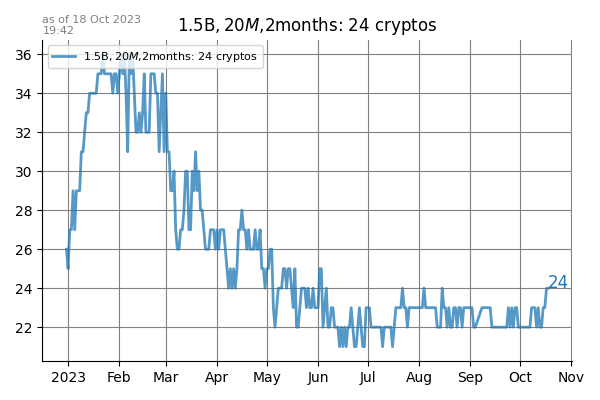 as of 18 Oct 2023
19:42
1.5B, 20M,2months: 24 cryptos
1.5B, 20M,2months: 24 cryptos
36
34
32
30
28
26
24
22
24
2023 Feb Mar Apr May Jun Jul Aug Sep Oct Nov